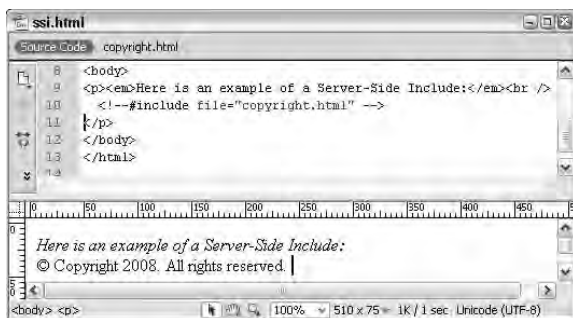 ssi.html
Source Code copyright.html
8 <body>
9 <p><em>Here is an example of a Server-Side Include:</em><br />
10 <!--#include file="copyright.html" -->
11 </p>
12 </body>
13 </html>
14
0 50 100 150 200 250 300 350 400 450
0
Here is an example of a Server-Side Include:
© Copyright 2008. All rights reserved.
50
<body> <p> 100% 510 x 75 1K / 1 sec Unicode (UTF-8)